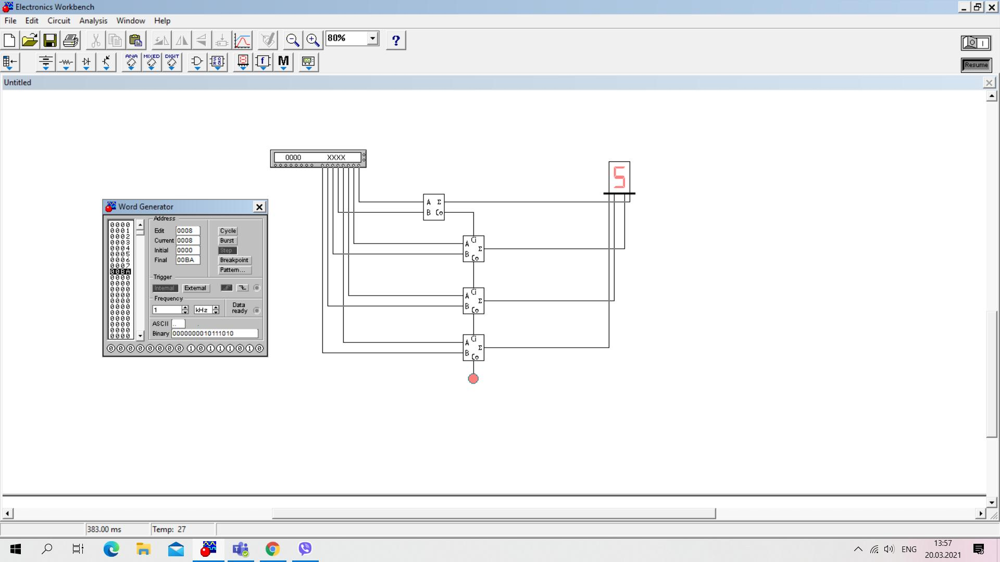 Electronics Workbench
File Edit Circuit Analysis Window Help
80%
?
ANA MIXED DIGIT
f M
Resume
Untitled
0000 XXXX
A Σ
B Co
Ci
A Σ
B Co
Ci
A Σ
B Co
Ci
A Σ
B Co
5
Word Generator
0000
0001
0002
0003
0004
0005
0006
0007
00BA
0000
0000
0000
0000
0000
0000
0000
0000
0000
0000
0000
Address
Edit 0008
Current 0008
Initial 0000
Final 00BA
Cycle
Burst
Step
Breakpoint
Pattern...
Trigger
Internal External
Frequency
1 kHz
Data ready
ASCII ..
Binary 0000000010111010
0 0 0 0 0 0 0 0 1 0 1 1 1 0 1 0
383.00 ms Temp: 27
ENG
13:57
20.03.2021